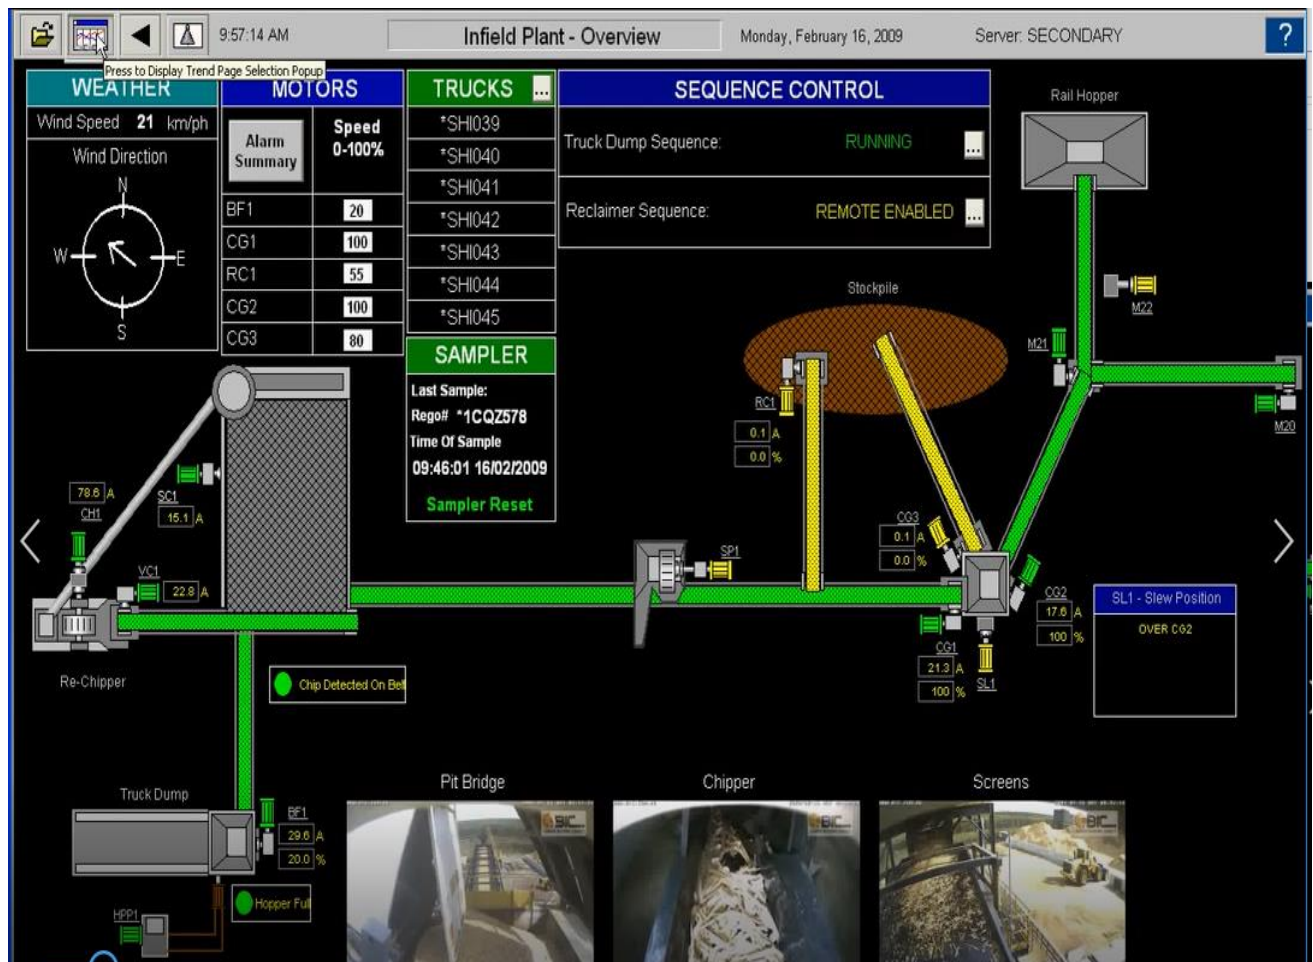 9:57:14 AM
Infield Plant - Overview
Monday, February 16, 2009
Server: SECONDARY
?
Press to Display Trend Page Selection Popup
WEATHER
Wind Speed 21 km/ph
Wind Direction
N
W
E
S
MOTORS
Alarm Summary
Speed 0-100%
BF1 20
CG1 100
RC1 55
CG2 100
CG3 80
TRUCKS ...
*SHI039
*SHI040
*SHI041
*SHI042
*SHI043
*SHI044
*SHI045
SAMPLER
Last Sample:
Rego# *1CQZ578
Time Of Sample
09:46:01 16/02/2009
Sampler Reset
SEQUENCE CONTROL
Truck Dump Sequence: RUNNING ...
Reclaimer Sequence: REMOTE ENABLED ...
Rail Hopper
M22
M21
M20
Stockpile
RC1
0.1 A
0.0 %
78.6 A
CH1
SC1
15.1 A
VC1
22.8 A
SP1
CG3
0.1 A
0.0 %
CG2
17.6 A
100 %
CG1
21.3 A
100 %
SL1
SL1 - Slew Position
OVER CG2
Re-Chipper
Chip Detected On Belt
Truck Dump
BF1
29.6 A
20.0 %
Hopper Full
HPP1
Pit Bridge
Chipper
Screens